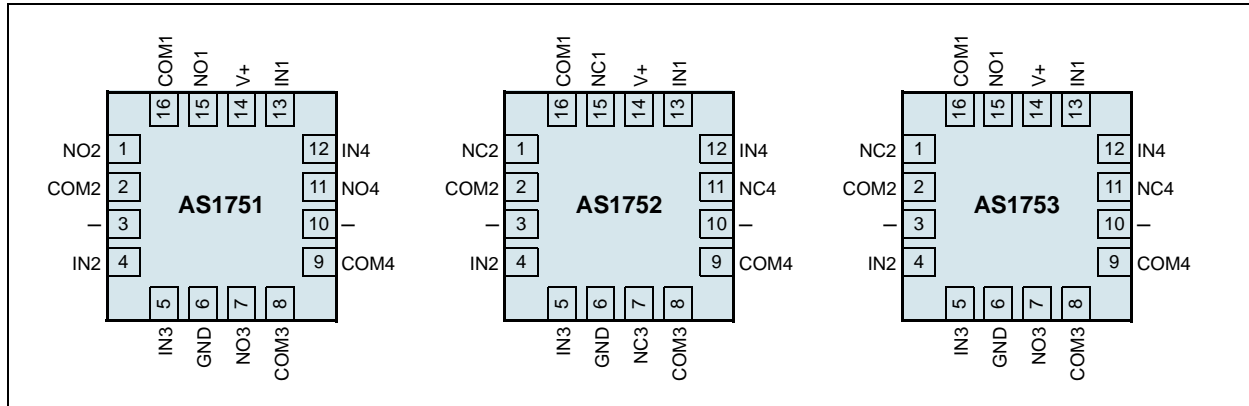 COM1 NO1 V+ IN1
16 15 14 13
NO2 1 12 IN4
COM2 2 AS1751 11 NO4
– 3 10 –
IN2 4 9 COM4
5 6 7 8
IN3 GND NO3 COM3
COM1 NC1 V+ IN1
16 15 14 13
NC2 1 12 IN4
COM2 2 AS1752 11 NC4
– 3 10 –
IN2 4 9 COM4
5 6 7 8
IN3 GND NC3 COM3
COM1 NO1 V+ IN1
16 15 14 13
NC2 1 12 IN4
COM2 2 AS1753 11 NC4
– 3 10 –
IN2 4 9 COM4
5 6 7 8
IN3 GND NO3 COM3